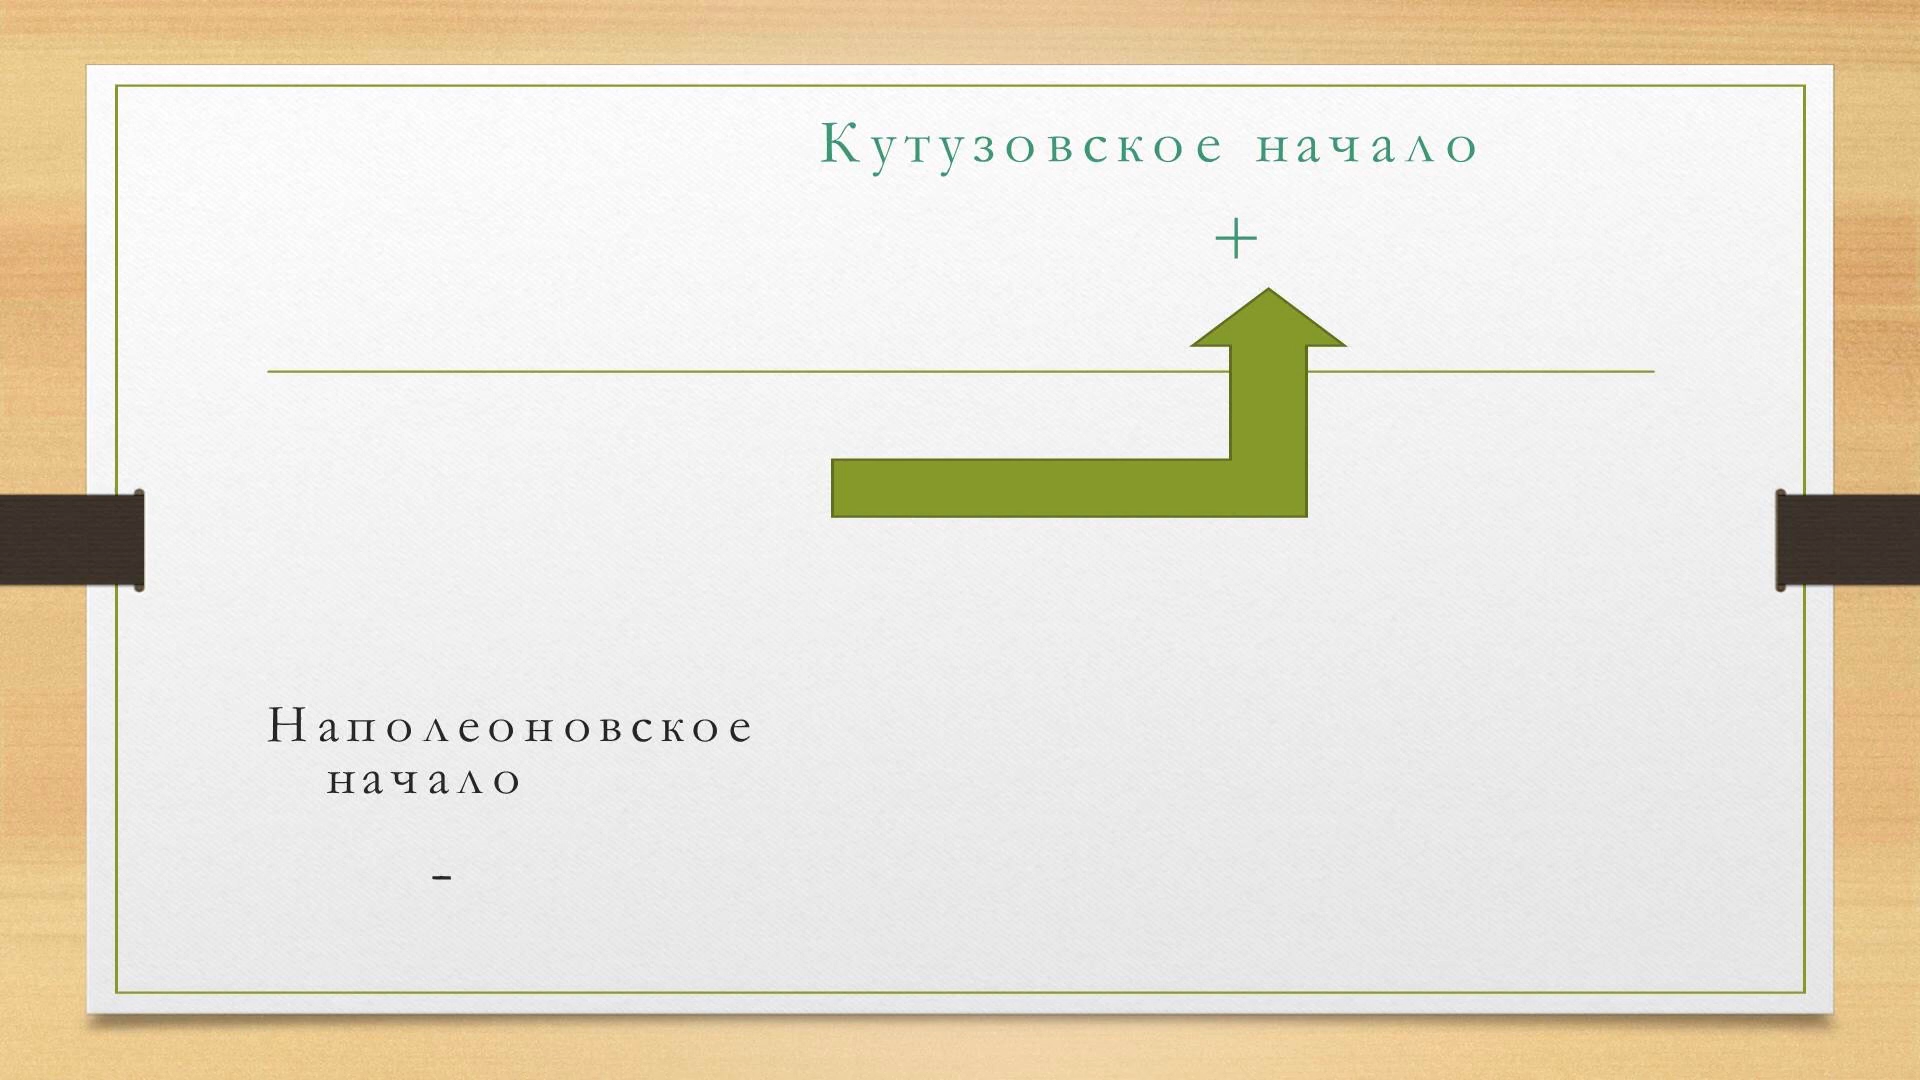 Кутузовское начало
+
Наполеоновское
начало
-